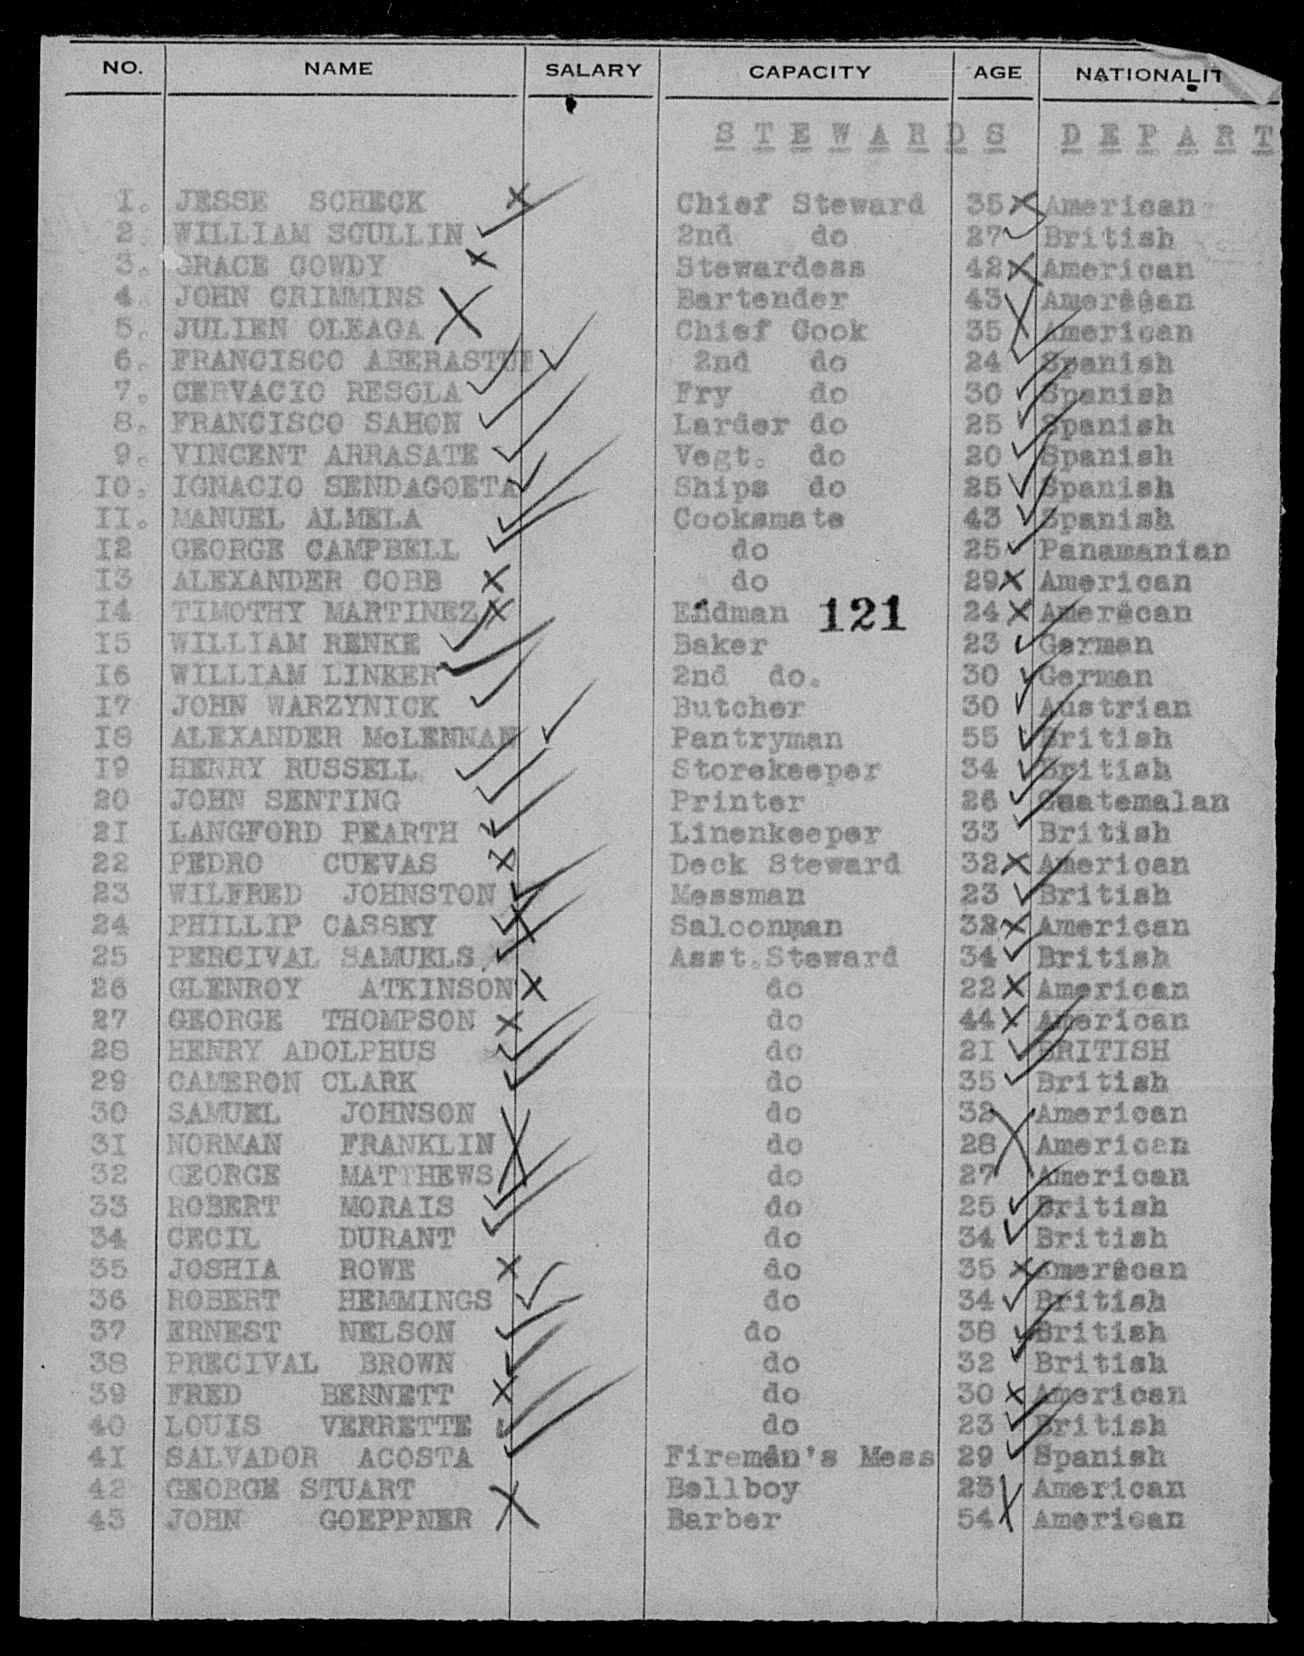 NO. NAME SALARY CAPACITY AGE NATIONALIT
STEWARDS DEPART
1. JESSE SCHECK Chief Steward 35 American
2. WILLIAM SCULLIN 2nd do 27 British
3. GRACE GOWDY Stewardess 42 American
4. JOHN CRIMMINS Bartender 43 American
5. JULIEN OLEAGA Chief Cook 35 American
6. FRANCISCO ABERASTUI 2nd do 24 Spanish
7. CERVACIO RESGLA Fry do 30 Spanish
8. FRANCISCO SAHON Larder do 25 Spanish
9. VINCENT ARRASATE Vegt. do 20 Spanish
10. IGNACIO SENDAGOETA Ships do 25 Spanish
11. MANUEL ALMELA Cooksmate 43 Spanish
12 GEORGE CAMPBELL do 25 Panamanian
13 ALEXANDER COBB do 29 American
14 TIMOTHY MARTINEZ Endman 121 24 American
15 WILLIAM RENKE Baker 23 German
16 WILLIAM LINKER 2nd do. 30 German
17 JOHN WARZYNICK Butcher 30 Austrian
18 ALEXANDER McLENNAN Pantryman 55 British
19 HENRY RUSSELL Storekeeper 34 British
20 JOHN SENTING Printer 26 Guatemalan
21 LANGFORD PEARTH Linenkeeper 33 British
22 PEDRO CUEVAS Deck Steward 32 American
23 WILFRED JOHNSTON Messman 23 British
24 PHILLIP CASSEY Saloonman 32 American
25 PERCIVAL SAMUELS Asst. Steward 34 British
26 GLENROY ATKINSON do 22 American
27 GEORGE THOMPSON do 44 American
28 HENRY ADOLPHUS do 21 BRITISH
29 CAMERON CLARK do 35 British
30 SAMUEL JOHNSON do 32 American
31 NORMAN FRANKLIN do 28 American
32 GEORGE MATTHEWS do 27 American
33 ROBERT MORAIS do 25 British
34 CECIL DURANT do 34 British
35 JOSHIA ROWE do 35 American
36 ROBERT HEMMINGS do 34 British
37 ERNEST NELSON do 38 British
38 PRECIVAL BROWN do 32 British
39 FRED BENNETT do 30 American
40 LOUIS VERRETTE do 23 British
41 SALVADOR ACOSTA Fireman's Mess 29 Spanish
42 GEORGE STUART Bellboy 23 American
43 JOHN GOEPPNER Barber 54 American